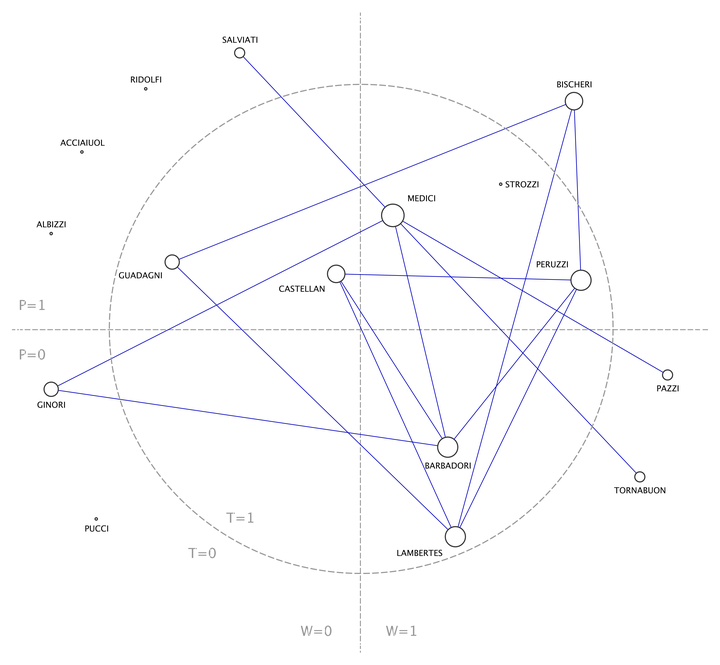 SALVIATI
RIDOLFI
BISCHERI
ACCIAIUOL
STROZZI
MEDICI
ALBIZZI
GUADAGNI
PERUZZI
CASTELLAN
P=1
P=0
PAZZI
GINORI
BARBADORI
TORNABUON
T=1
PUCCI
T=0
LAMBERTES
W=0
W=1